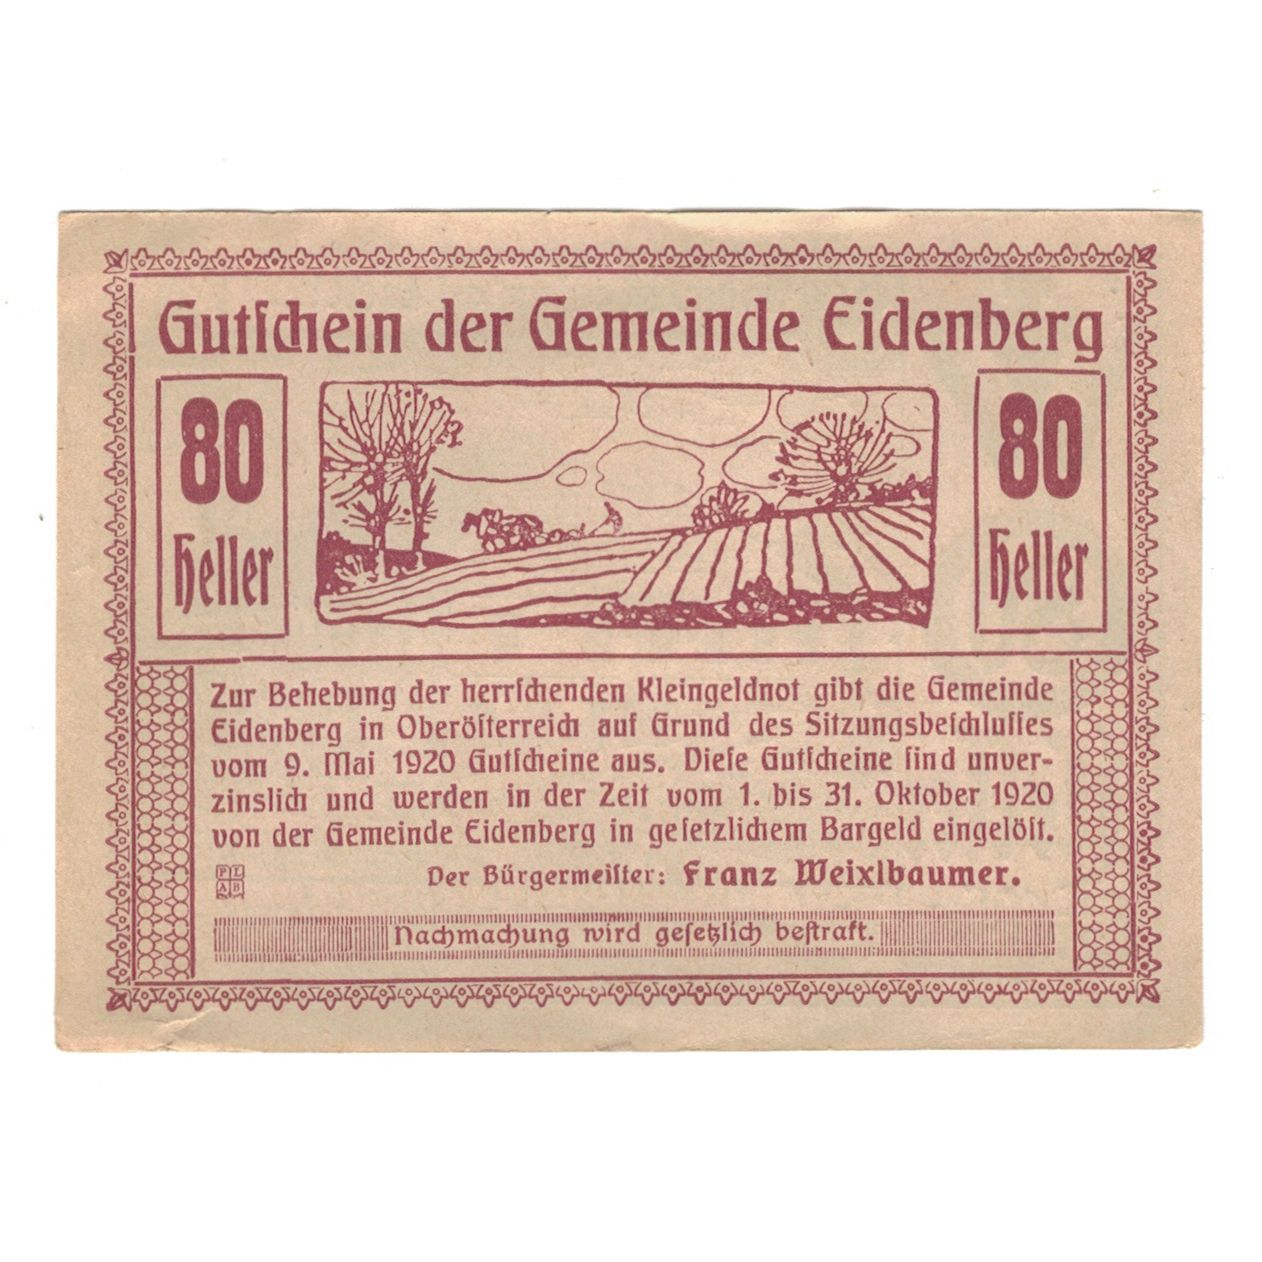 Gutſchein der Gemeinde Eidenberg
80
Heller
80
Heller
Zur Behebung der herrſchenden Kleingeldnot gibt die Gemeinde
Eidenberg in Oberöſterreich auf Grund des Sitzungsbeſchluſſes
vom 9. Mai 1920 Gutſcheine aus. Dieſe Gutſcheine ſind unver-
zinslich und werden in der Zeit vom 1. bis 31. Oktober 1920
von der Gemeinde Eidenberg in geſetzlichem Bargeld eingelöſt.
Der Bürgermeiſter: Franz Weixlbaumer.
PL
AB
Nachmachung wird geſetzlich beſtraft.